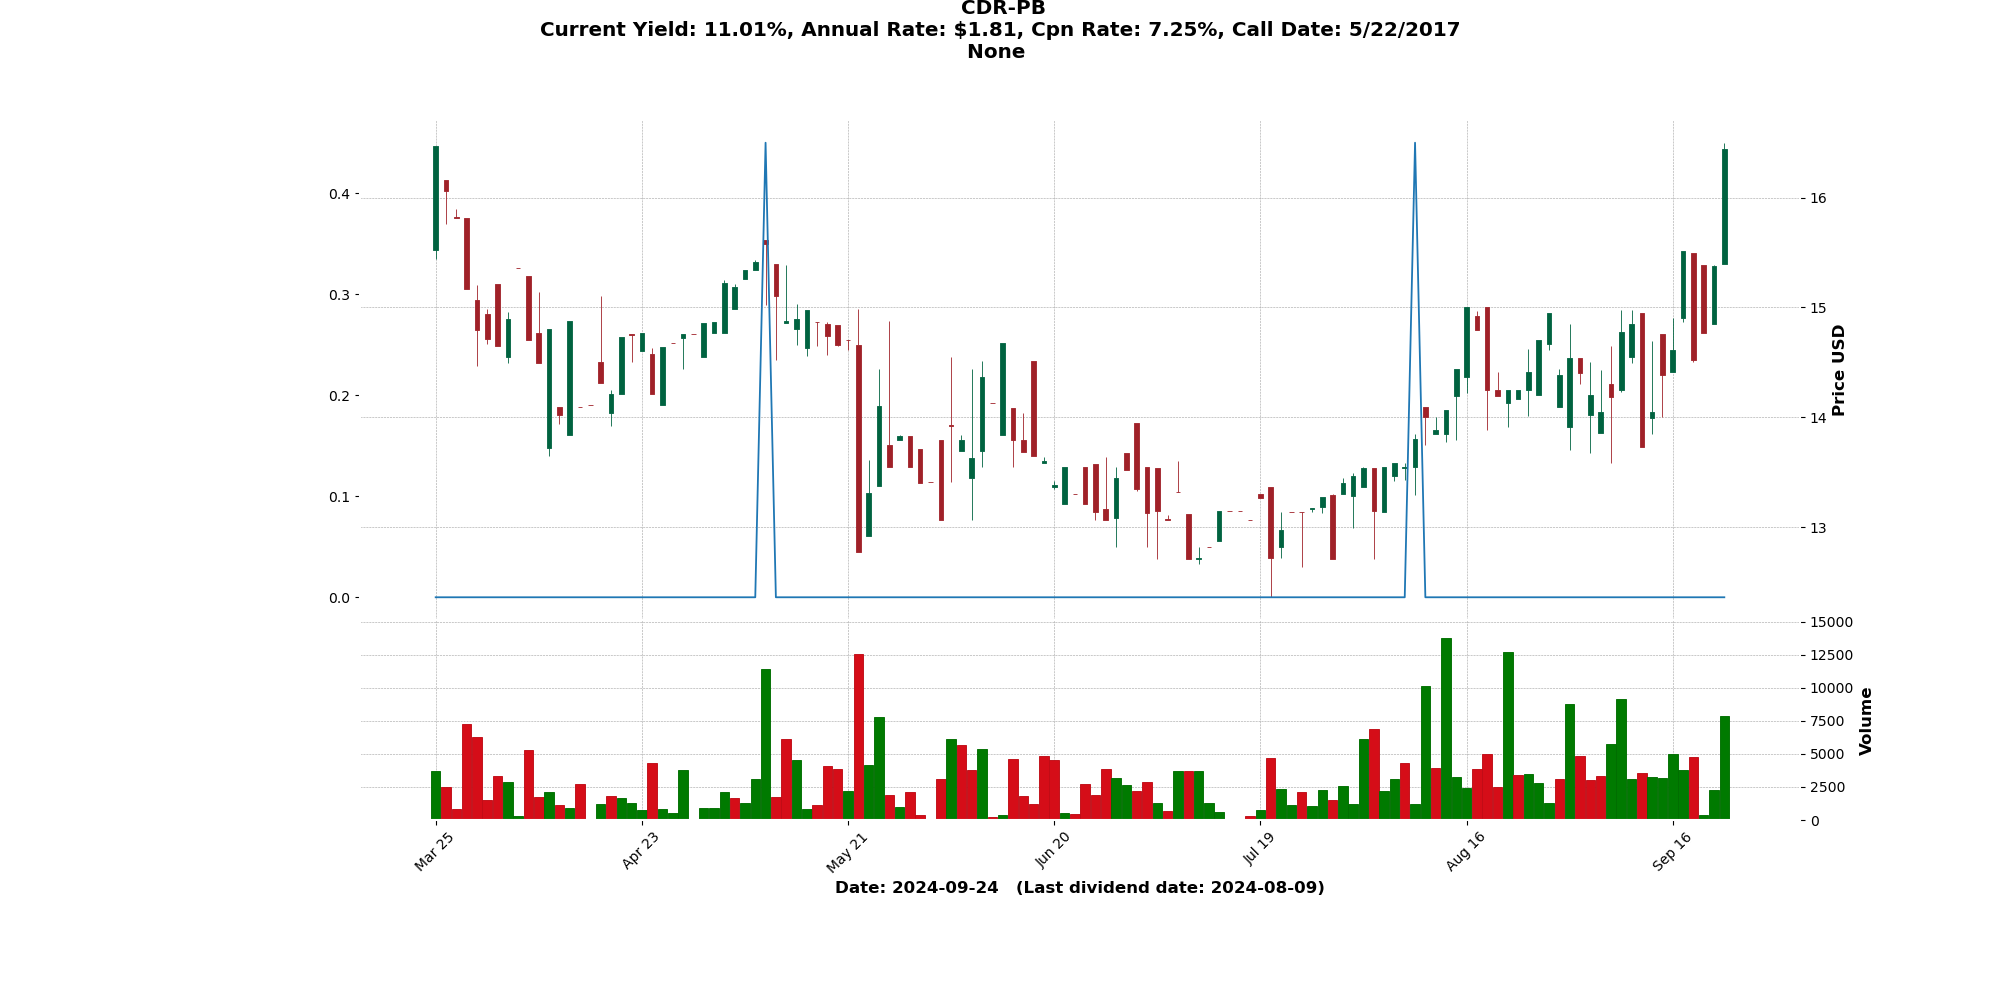 CDR-PB
Current Yield: 11.01%, Annual Rate: $1.81, Cpn Rate: 7.25%, Call Date: 5/22/2017
None
0.4
0.3
0.2
0.1
0.0
16
15
14
13
Price USD
15000
12500
10000
7500
5000
2500
0
Volume
Mar 25
Apr 23
May 21
Jun 20
Jul 19
Aug 16
Sep 16
Date: 2024-09-24   (Last dividend date: 2024-08-09)